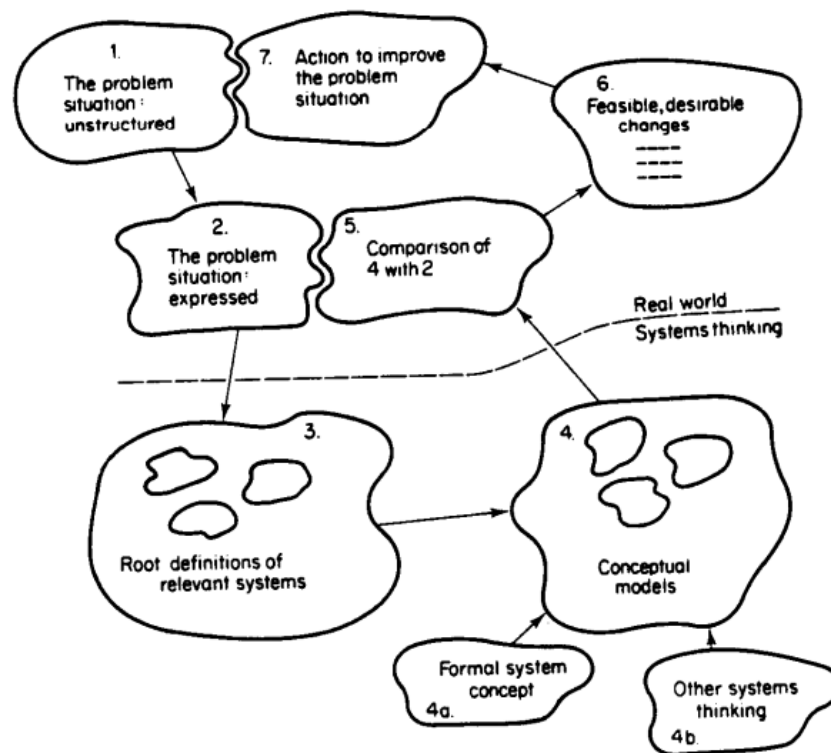 1.
The problem
situation:
unstructured
7. Action to improve
the problem
situation
6.
Feasible, desirable
changes
2.
The problem
situation:
expressed
5.
Comparison of
4 with 2
Real world
Systems thinking
3.
Root definitions of
relevant systems
4.
Conceptual
models
Formal system
concept
4a.
Other systems
thinking
4b.